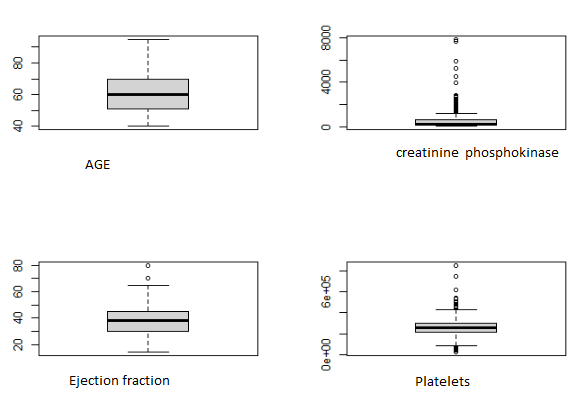 40 60 80
AGE
0 4000 8000
creatinine phosphokinase
20 40 60 80
Ejection fraction
0e+00 6e+05
Platelets